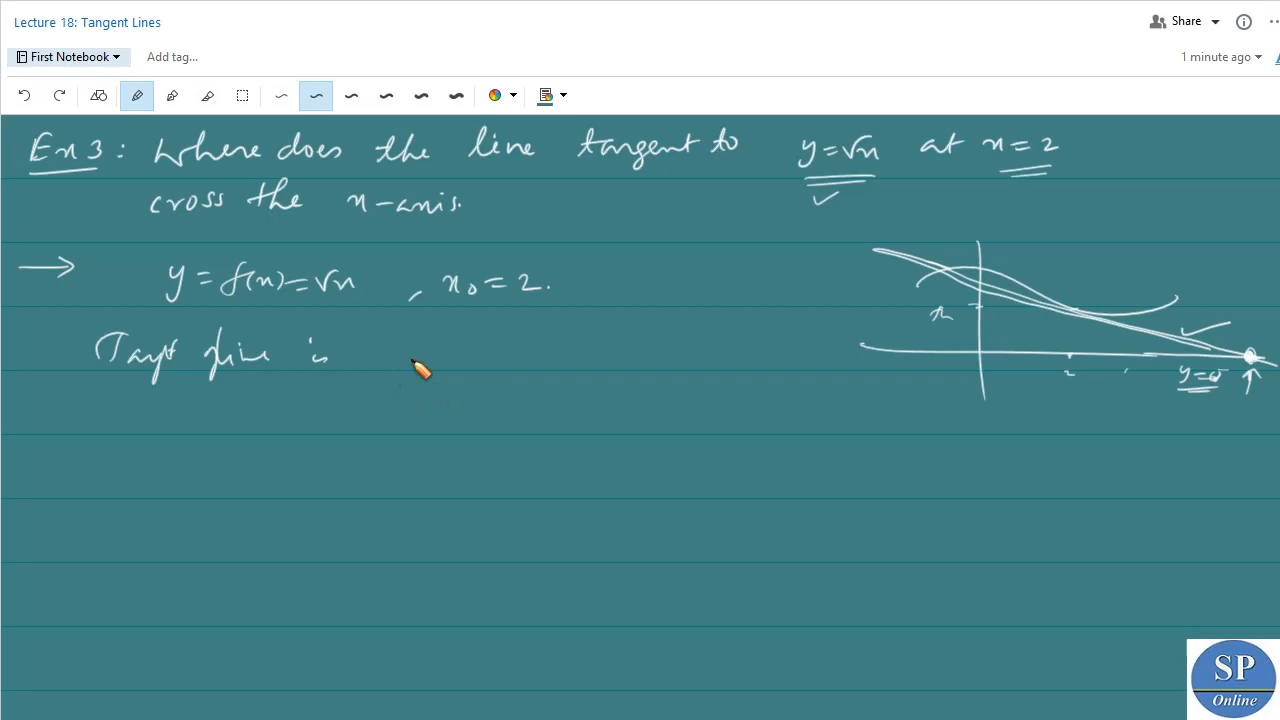 Lecture 18: Tangent Lines
Share
First Notebook
Add tag...
1 minute ago
Ex 3: Where does the line tangent to y=√x at x=2
cross the x-axis.
y = f(x)=√x , x₀ = 2.
Tangt line is
2
y=0
SP
Online